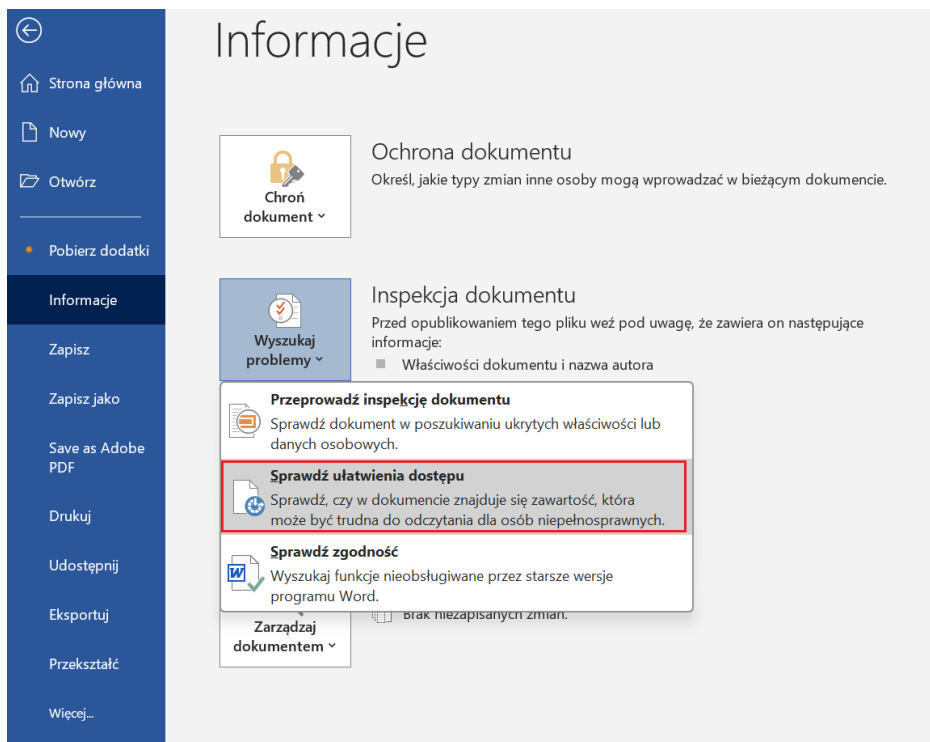 Informacje
Strona główna
Nowy
Otwórz
Pobierz dodatki
Informacje
Zapisz
Zapisz jako
Save as Adobe
PDF
Drukuj
Udostępnij
Eksportuj
Przekształć
Więcej...
Chroń
dokument
Ochrona dokumentu
Określ, jakie typy zmian inne osoby mogą wprowadzać w bieżącym dokumencie.
Wyszukaj
problemy
Inspekcja dokumentu
Przed opublikowaniem tego pliku weź pod uwagę, że zawiera on następujące
informacje:
Właściwości dokumentu i nazwa autora
Przeprowadź inspekcję dokumentu
Sprawdź dokument w poszukiwaniu ukrytych właściwości lub
danych osobowych.
Sprawdź ułatwienia dostępu
Sprawdź, czy w dokumencie znajduje się zawartość, która
może być trudna do odczytania dla osób niepełnosprawnych.
Sprawdź zgodność
Wyszukaj funkcje nieobsługiwane przez starsze wersje
programu Word.
Zarządzaj
dokumentem
Brak niezapisanych zmian.